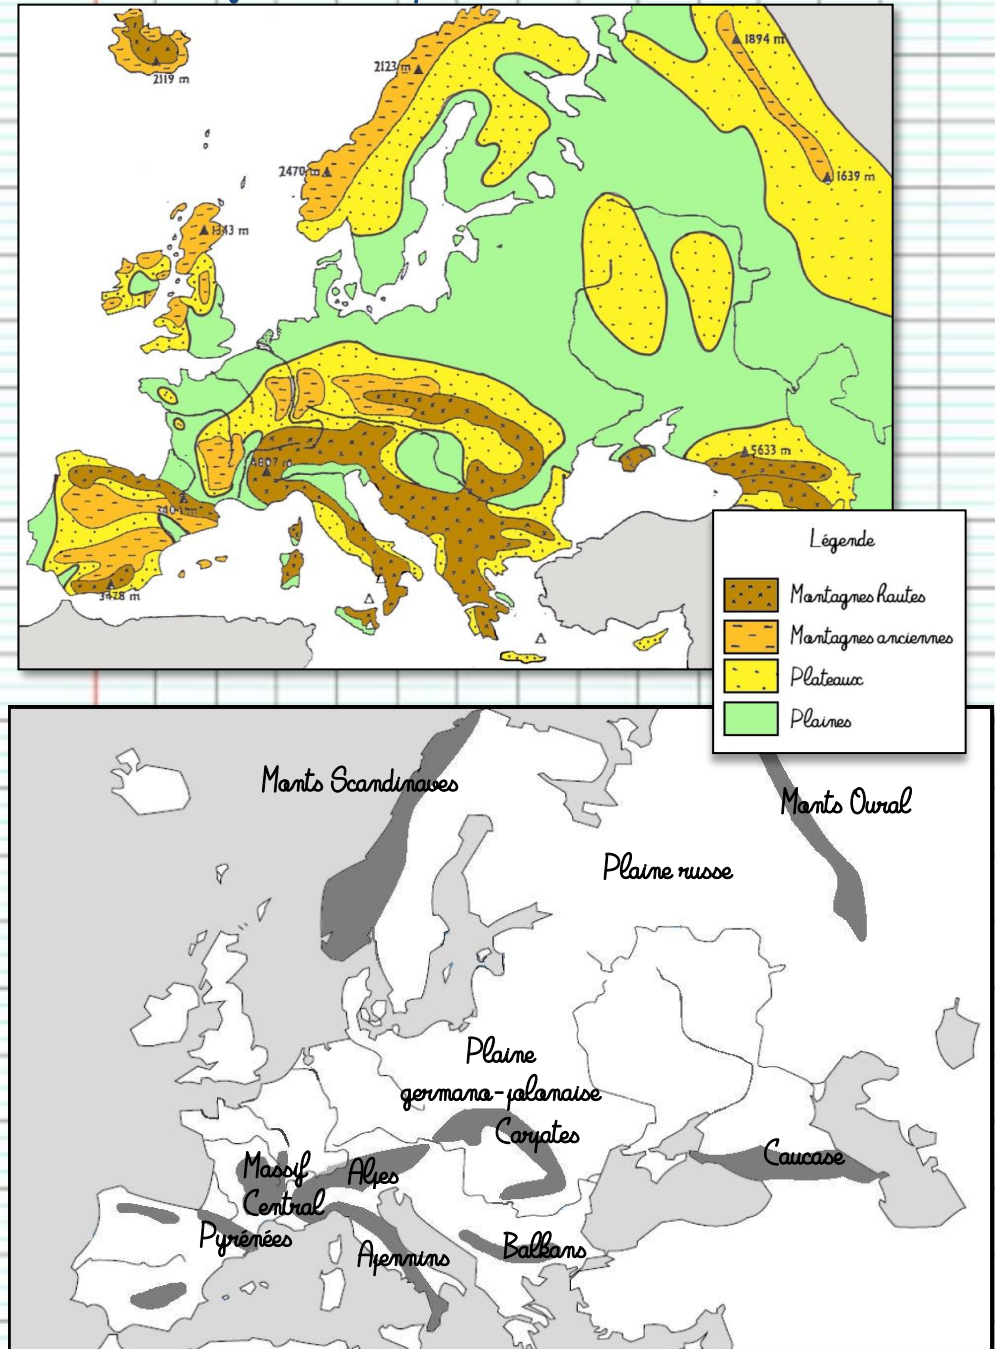 1894 m
2123 m
2119 m
2470 m
1639 m
1343 m
5633 m
4807 m
3404 m
3478 m
Légende
Montagnes hautes
Montagnes anciennes
Plateaux
Plaines
Monts Scandinaves
Monts Oural
Plaine russe
Plaine
germano-polonaise
Carpates
Caucase
Massif
Central
Alpes
Pyrénées
Apennins
Balkans